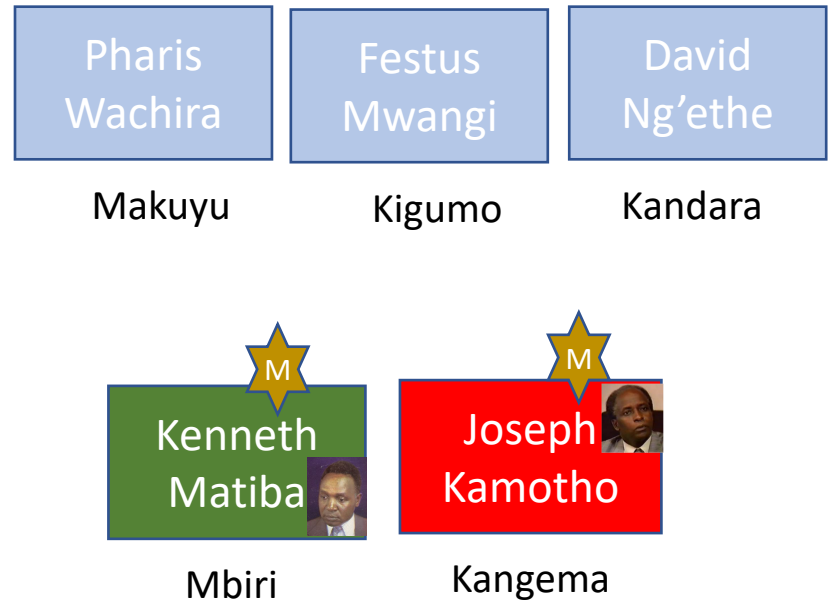 Pharis
Wachira
Festus
Mwangi
David
Ng’ethe
Makuyu
Kigumo
Kandara
M
M
Kenneth
Matiba
Joseph
Kamotho
Mbiri
Kangema